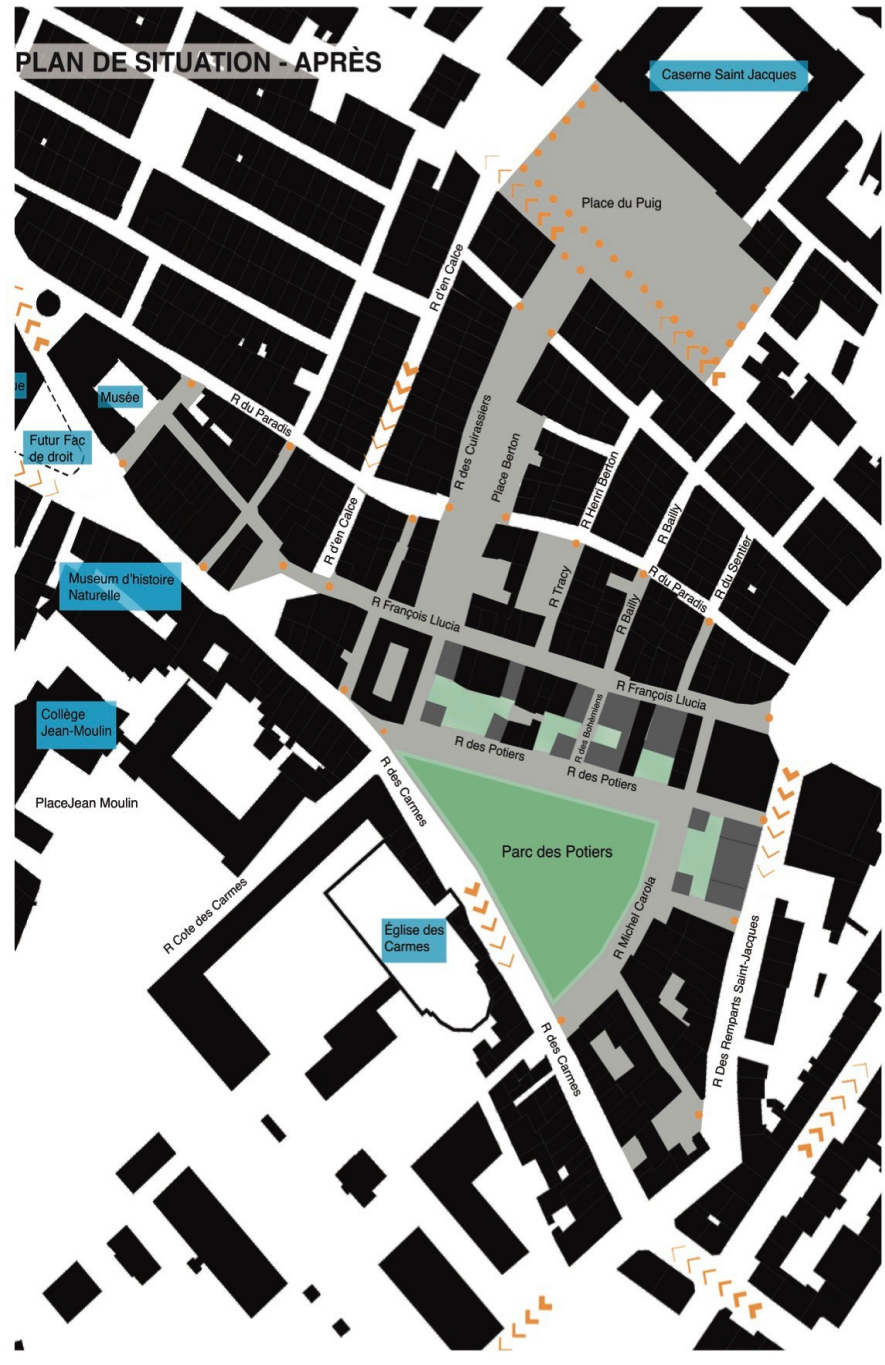 PLAN DE SITUATION - APRÈS
Caserne Saint Jacques
Place du Puig
R d'en Calce
ue
Musée
R du Paradis
Futur Fac
de droit
R des Cuirassiers
Place Berton
R Henri Berton
R Bailly
R du Sentier
R d'en Calce
R du Paradis
Museum d'histoire
Naturelle
R François Llucia
R Tracy
R Bailly
R François Llucia
Collège
Jean-Moulin
R des Potiers
R des Bohèmiens
R des Potiers
PlaceJean Moulin
R des Carmes
Parc des Potiers
R Michel Carola
R Cote des Carmes
Église des
Carmes
R Des Remparts Saint-Jacques
R des Carmes